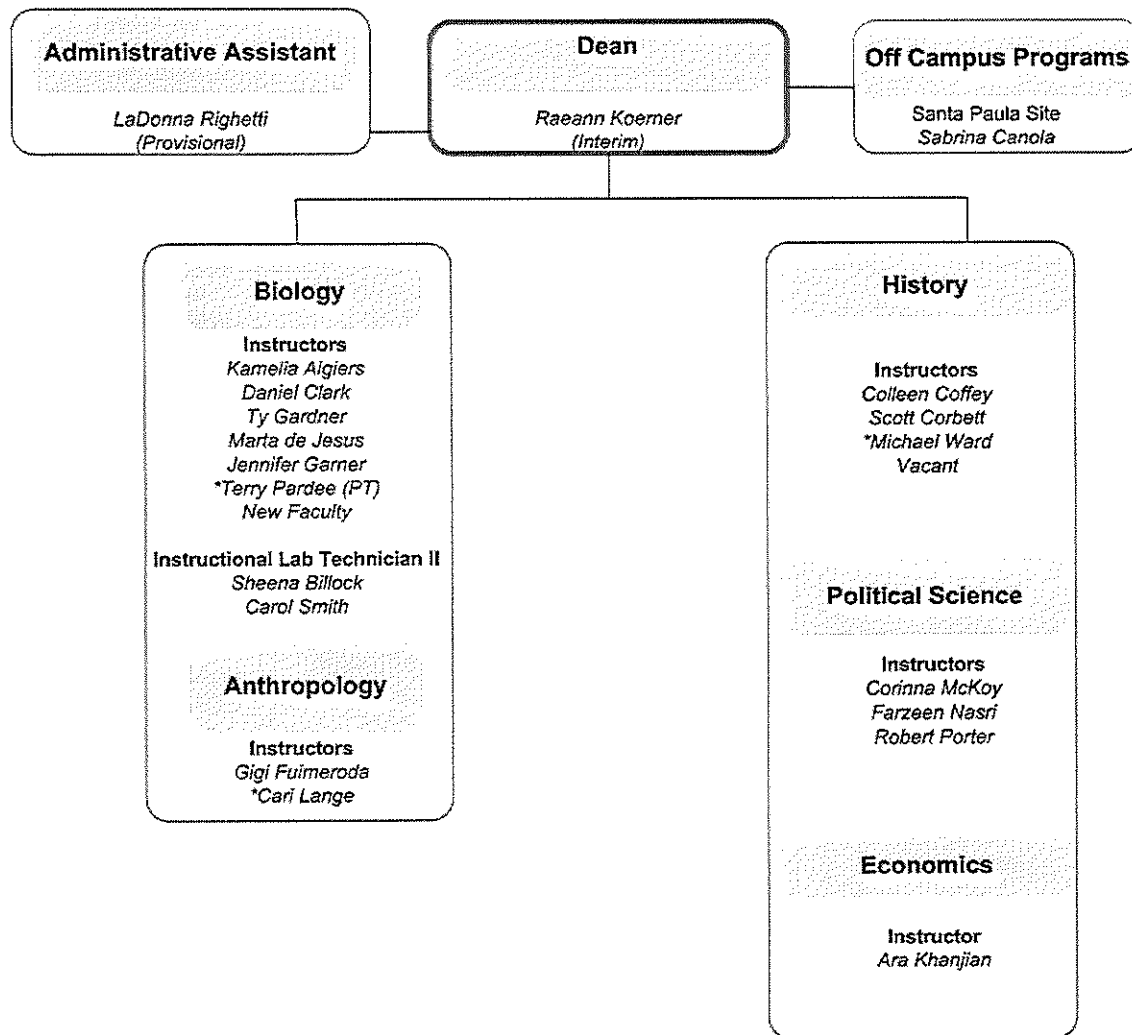 Administrative Assistant
LaDonna Righetti
(Provisional)
Dean
Raeann Koerner
(Interim)
Off Campus Programs
Santa Paula Site
Sabrina Canola
Biology
Instructors
Kamelia Algiers
Daniel Clark
Ty Gardner
Marta de Jesus
Jennifer Garner
*Terry Pardee (PT)
New Faculty
Instructional Lab Technician II
Sheena Billock
Carol Smith
Anthropology
Instructors
Gigi Fuimeroda
*Cari Lange
History
Instructors
Colleen Coffey
Scott Corbett
*Michael Ward
Vacant
Political Science
Instructors
Corinna McKoy
Farzeen Nasri
Robert Porter
Economics
Instructor
Ara Khanjian